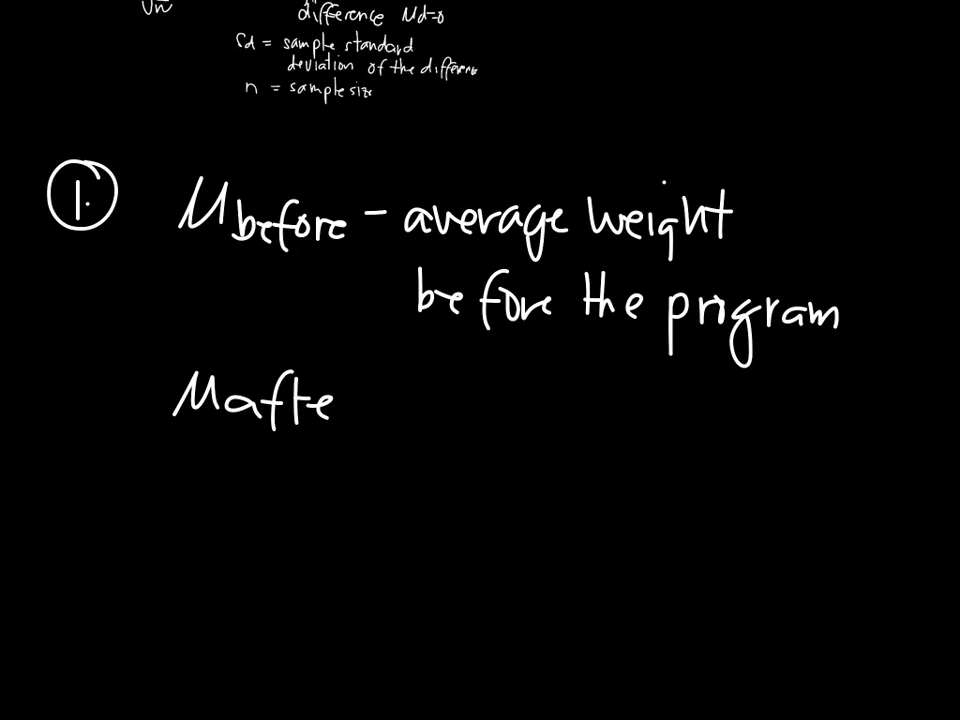 √n
difference μd=0
sd = sample standard
deviation of the differenc
n = sample size
1.
μbefore - average weight
before the program
μafte